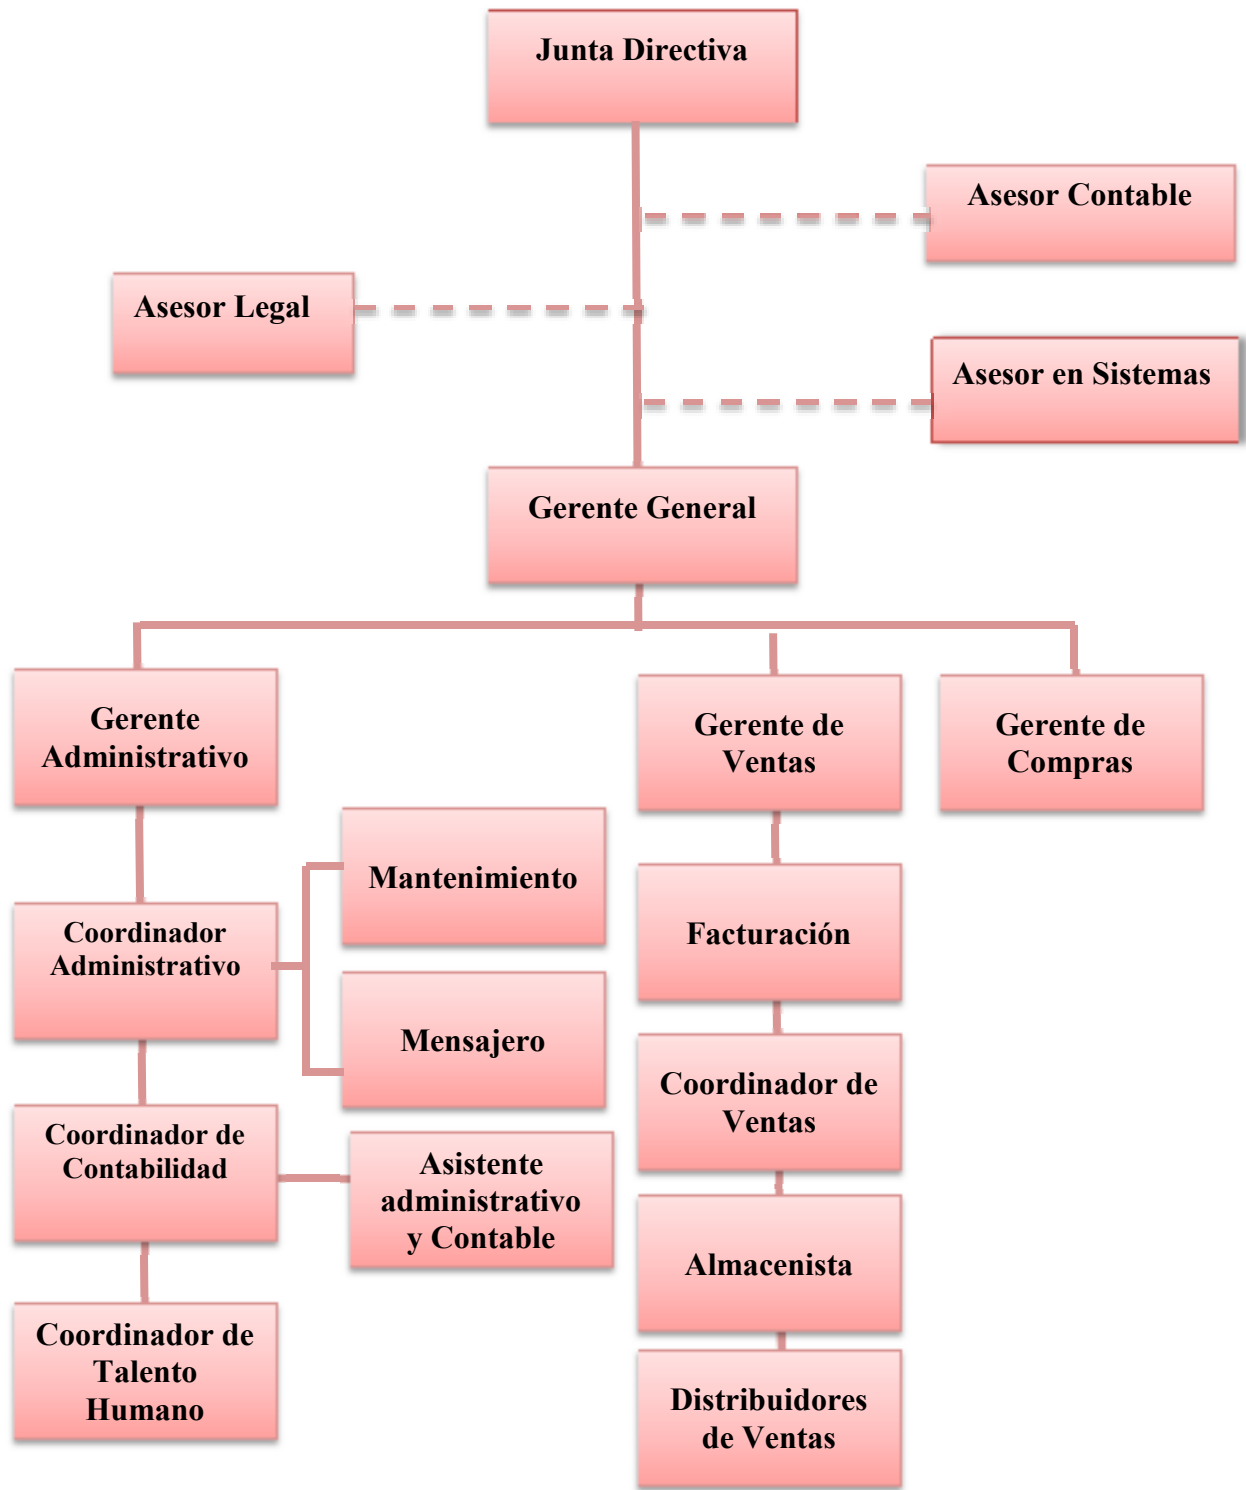 Junta Directiva
Asesor Contable
Asesor Legal
Asesor en Sistemas
Gerente General
Gerente
Administrativo
Gerente de
Ventas
Gerente de
Compras
Mantenimiento
Coordinador
Administrativo
Facturación
Mensajero
Coordinador de
Ventas
Coordinador de
Contabilidad
Asistente
administrativo
y Contable
Almacenista
Coordinador de
Talento
Humano
Distribuidores
de Ventas